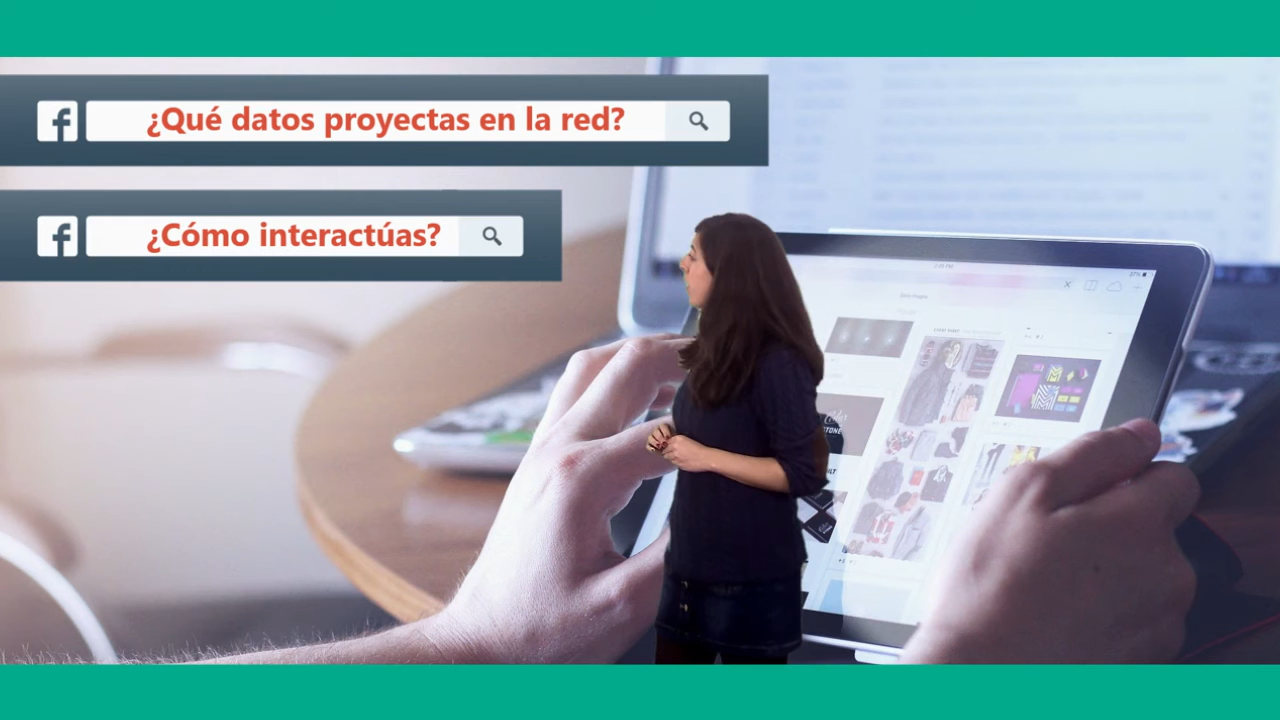 ¿Qué datos proyectas en la red?
¿Cómo interactúas?